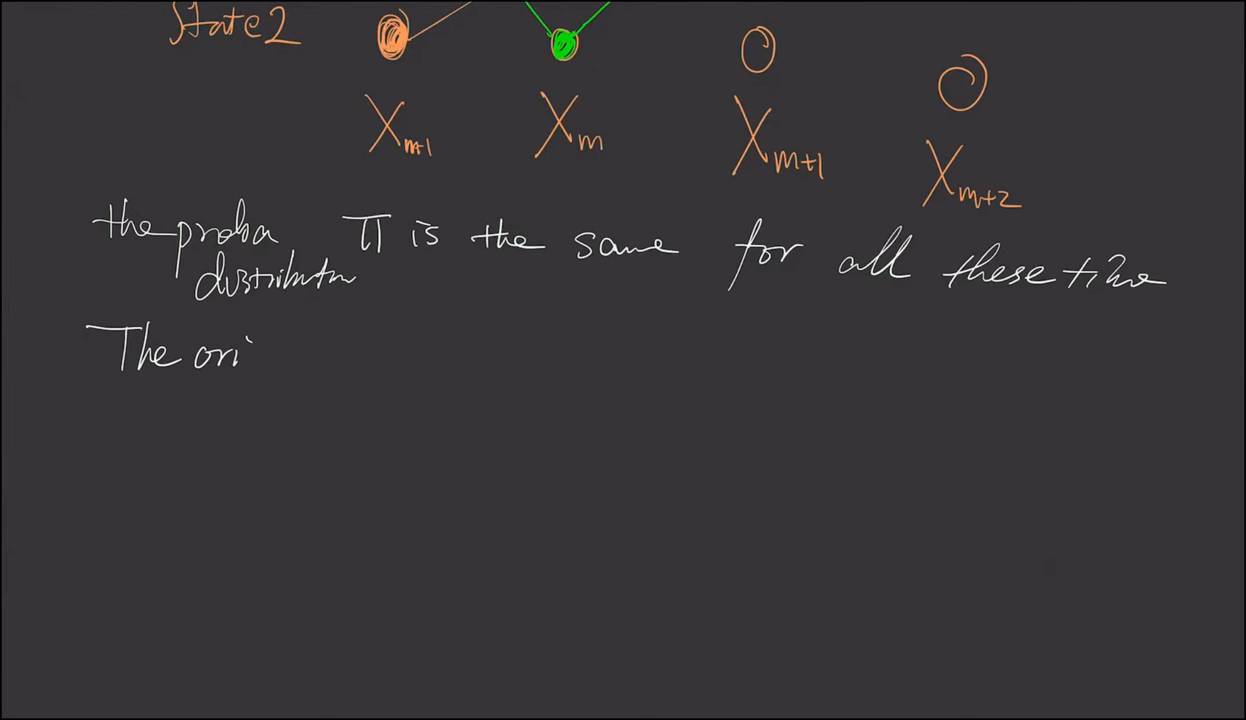 State 2
X_{m+1} X_m X_{m+1} X_{m+2}
the proba π is the same for all these time
distribution
The ori